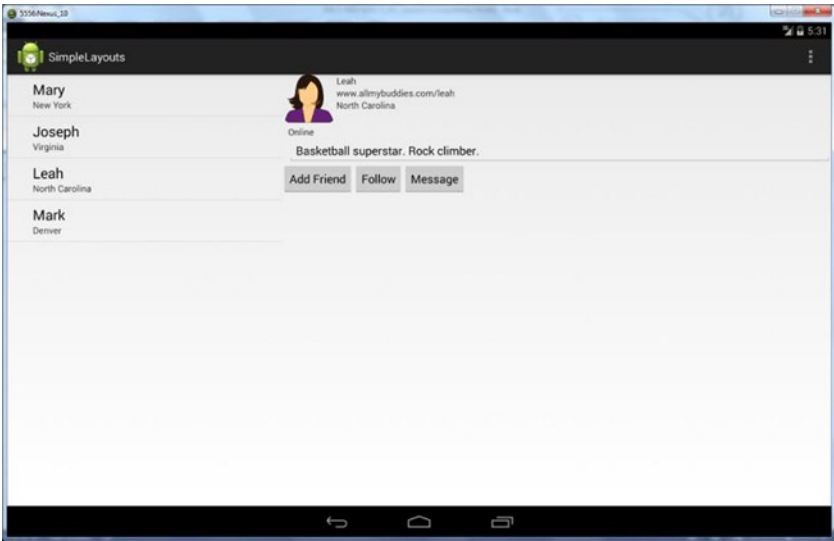 5556:Nexus_10
5:31
SimpleLayouts
Mary
New York
Joseph
Virginia
Leah
North Carolina
Mark
Denver
Leah
www.allmybuddies.com/leah
North Carolina
Online
Basketball superstar. Rock climber.
Add Friend Follow Message